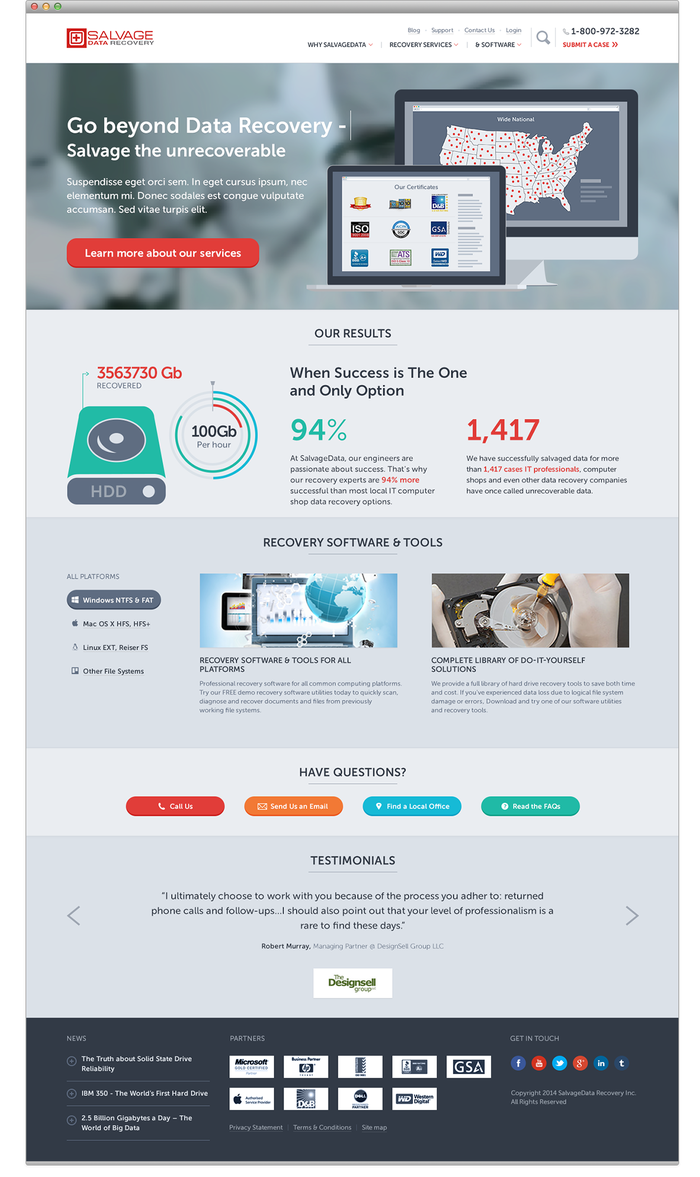 SALVAGE
DATA RECOVERY
Blog
Support
Contact Us
Login
1-800-972-3282
WHY SALVAGEDATA
RECOVERY SERVICES
& SOFTWARE
SUBMIT A CASE
Go beyond Data Recovery -
Salvage the unrecoverable
Suspendisse eget orci sem. In eget cursus ipsum, nec
elementum mi. Donec sodales est congue vulputate
accumsan. Sed vitae turpis elit.
Learn more about our services
Wide National
Our Certificates
ISO
D&B
GSA
ATS
WD
OUR RESULTS
3563730 Gb
RECOVERED
100Gb
Per hour
HDD
When Success is The One
and Only Option
94%
At SalvageData, our engineers are
passionate about success. That's why
our recovery experts are 94% more
successful than most local IT computer
shop data recovery options.
1,417
We have successfully salvaged data for more
than 1,417 cases IT professionals, computer
shops and even other data recovery companies
have once called unrecoverable data.
RECOVERY SOFTWARE & TOOLS
ALL PLATFORMS
Windows NTFS & FAT
Mac OS X HFS, HFS+
Linux EXT, Reiser FS
Other File Systems
RECOVERY SOFTWARE & TOOLS FOR ALL
PLATFORMS
Professional recovery software for all common computing platforms.
Try our FREE demo recovery software utilities today to quickly scan,
diagnose and recover documents and files from previously
working file systems.
COMPLETE LIBRARY OF DO-IT-YOURSELF
SOLUTIONS
We provide a full library of hard drive recovery tools to save both time
and cost. If you've experienced data loss due to logical file system
damage or errors, Download and try one of our software utilities
and recovery tools.
HAVE QUESTIONS?
Call Us
Send Us an Email
Find a Local Office
Read the FAQs
TESTIMONIALS
"I ultimately choose to work with you because of the process you adhere to: returned
phone calls and follow-ups...I should also point out that your level of professionalism is a
rare to find these days."
Robert Murray, Managing Partner @ DesignSell Group LLC
The
Designsell
group
NEWS
The Truth about Solid State Drive
Reliability
IBM 350 - The World's First Hard Drive
2.5 Billion Gigabytes a Day – The
World of Big Data
PARTNERS
Microsoft
GOLD CERTIFIED
Partner
Business Partner
hp
invent
GSA
Authorised
Service Provider
D&B
DELL
PARTNER
WD Western
Digital
Privacy Statement
Terms & Conditions
Site map
GET IN TOUCH
Copyright 2014 SalvageData Recovery Inc.
All Rights Reserved